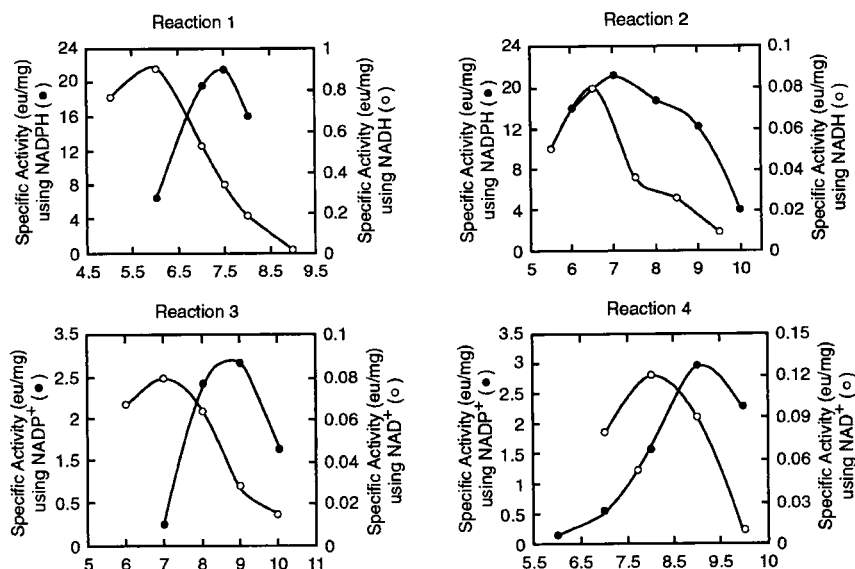 Reaction 1
Specific Activity (eu/mg)
using NADPH (●)
24
20
16
12
8
4
0
4.5 5.5 6.5 7.5 8.5 9.5
1
0.8
0.6
0.4
0.2
0
Specific Activity (eu/mg)
using NADH (○)
Reaction 2
Specific Activity (eu/mg)
using NADPH (●)
24
20
16
12
8
4
0
5 6 7 8 9 10
0.1
0.08
0.06
0.04
0.02
0
Specific Activity (eu/mg)
using NADH (○)
Reaction 3
Specific Activity (eu/mg)
using NADP+ (●)
3.5
2.5
2
1.5
0.5
0
5 6 7 8 9 10 11
0.1
0.08
0.06
0.04
0.02
0
Specific Activity (eu/mg)
using NAD+ (○)
Reaction 4
Specific Activity (eu/mg)
using NADP+ (●)
3.5
3
2.5
2
1.5
1
0.5
0
5.5 6.5 7.5 8.5 9.5 10
0.15
0.12
0.09
0.06
0.03
0
Specific Activity (eu/mg)
using NAD+ (○)